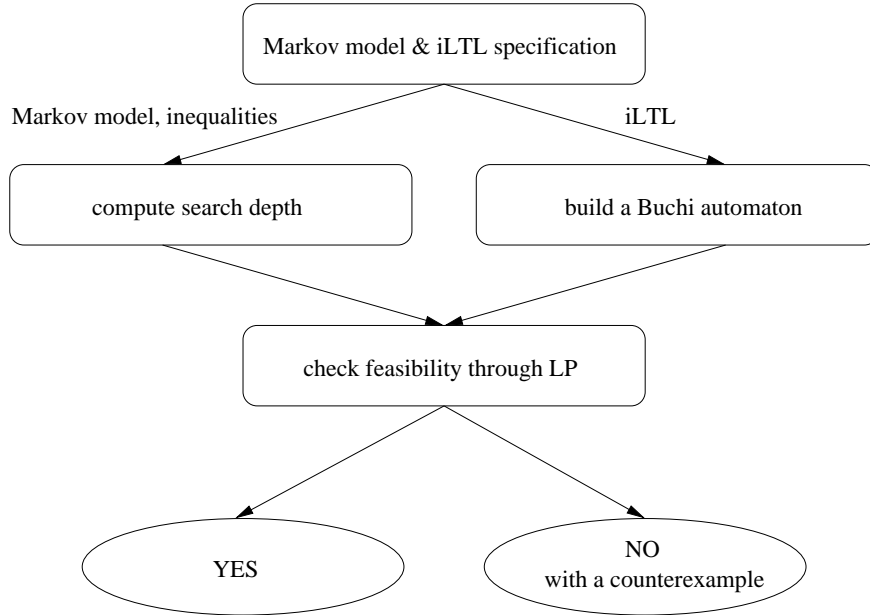 Markov model & iLTL specification
Markov model, inequalities
iLTL
compute search depth
build a Buchi automaton
check feasibility through LP
YES
NO
with a counterexample